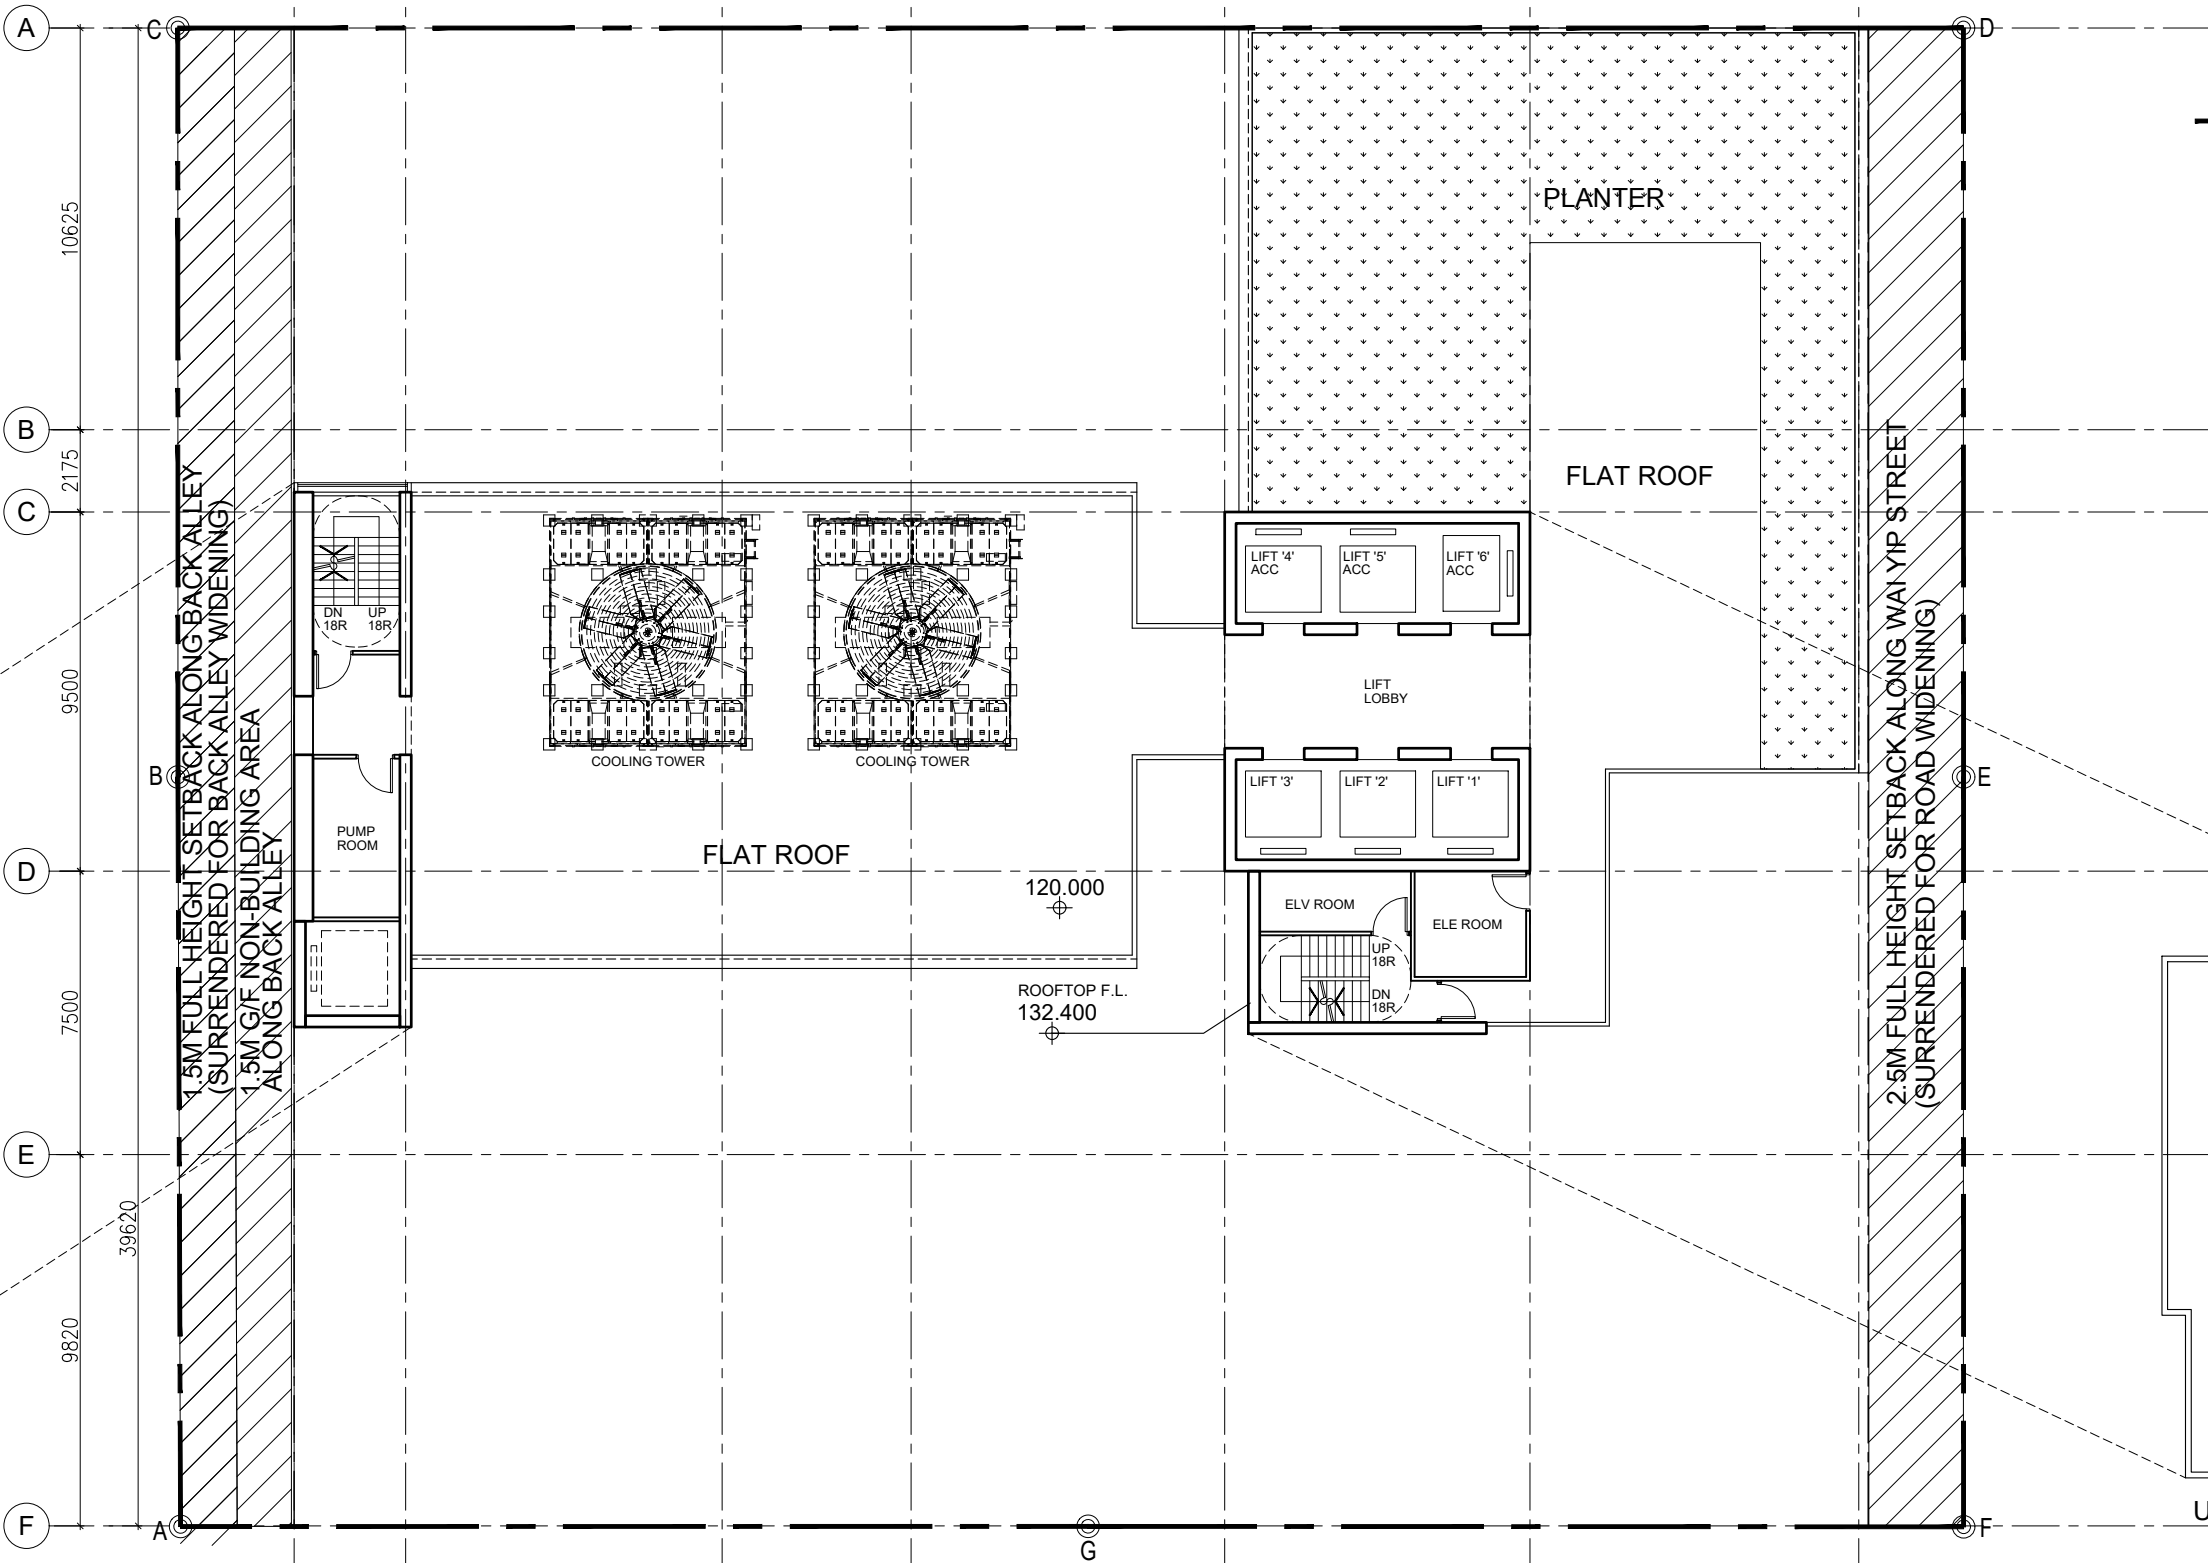 A
C
D
10625
PLANTER
B
2175
C
FLAT ROOF
LIFT '4'
ACC
LIFT '5'
ACC
LIFT '6'
ACC
DN
18R
UP
18R
9500
LIFT
LOBBY
COOLING TOWER
COOLING TOWER
B
E
LIFT '3'
LIFT '2'
LIFT '1'
PUMP
ROOM
FLAT ROOF
D
120.000
ELV ROOM
ELE ROOM
UP
18R
DN
18R
ROOFTOP F.L.
132.400
7500
1.5M FULL HEIGHT SETBACK ALONG BACK ALLEY
(SURRENDERED FOR BACK ALLEY WIDENING)
1.5M G/F NON-BUILDING AREA
ALONG BACK ALLEY
2.5M FULL HEIGHT SETBACK ALONG WAI YIP STREET
(SURRENDERED FOR ROAD WIDENING)
E
39620
9820
F
A
G
F
U